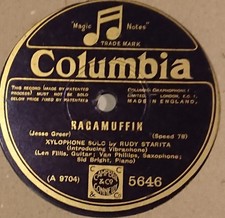 "Magic Notes"
TRADE MARK
Columbia
THIS RECORD MADE BY PATENTED
PROCESS! MUST NOT BE SOLD
BELOW PRICE FIXED BY PATENTEES
COLUMBIA GRAPHOPHONE C?
LIMITED — LONDON, E.C.1.
MADE IN ENGLAND.
RAGAMUFFIN
(Jesse Greer)
(Speed 78)
XYLOPHONE SOLO by RUDY STARITA
(Introducing Vibraphone)
(Len Fillis, Guitar; Van Phillips, Saxophone;
Sid Bright, Piano)
(A 9704)
5646